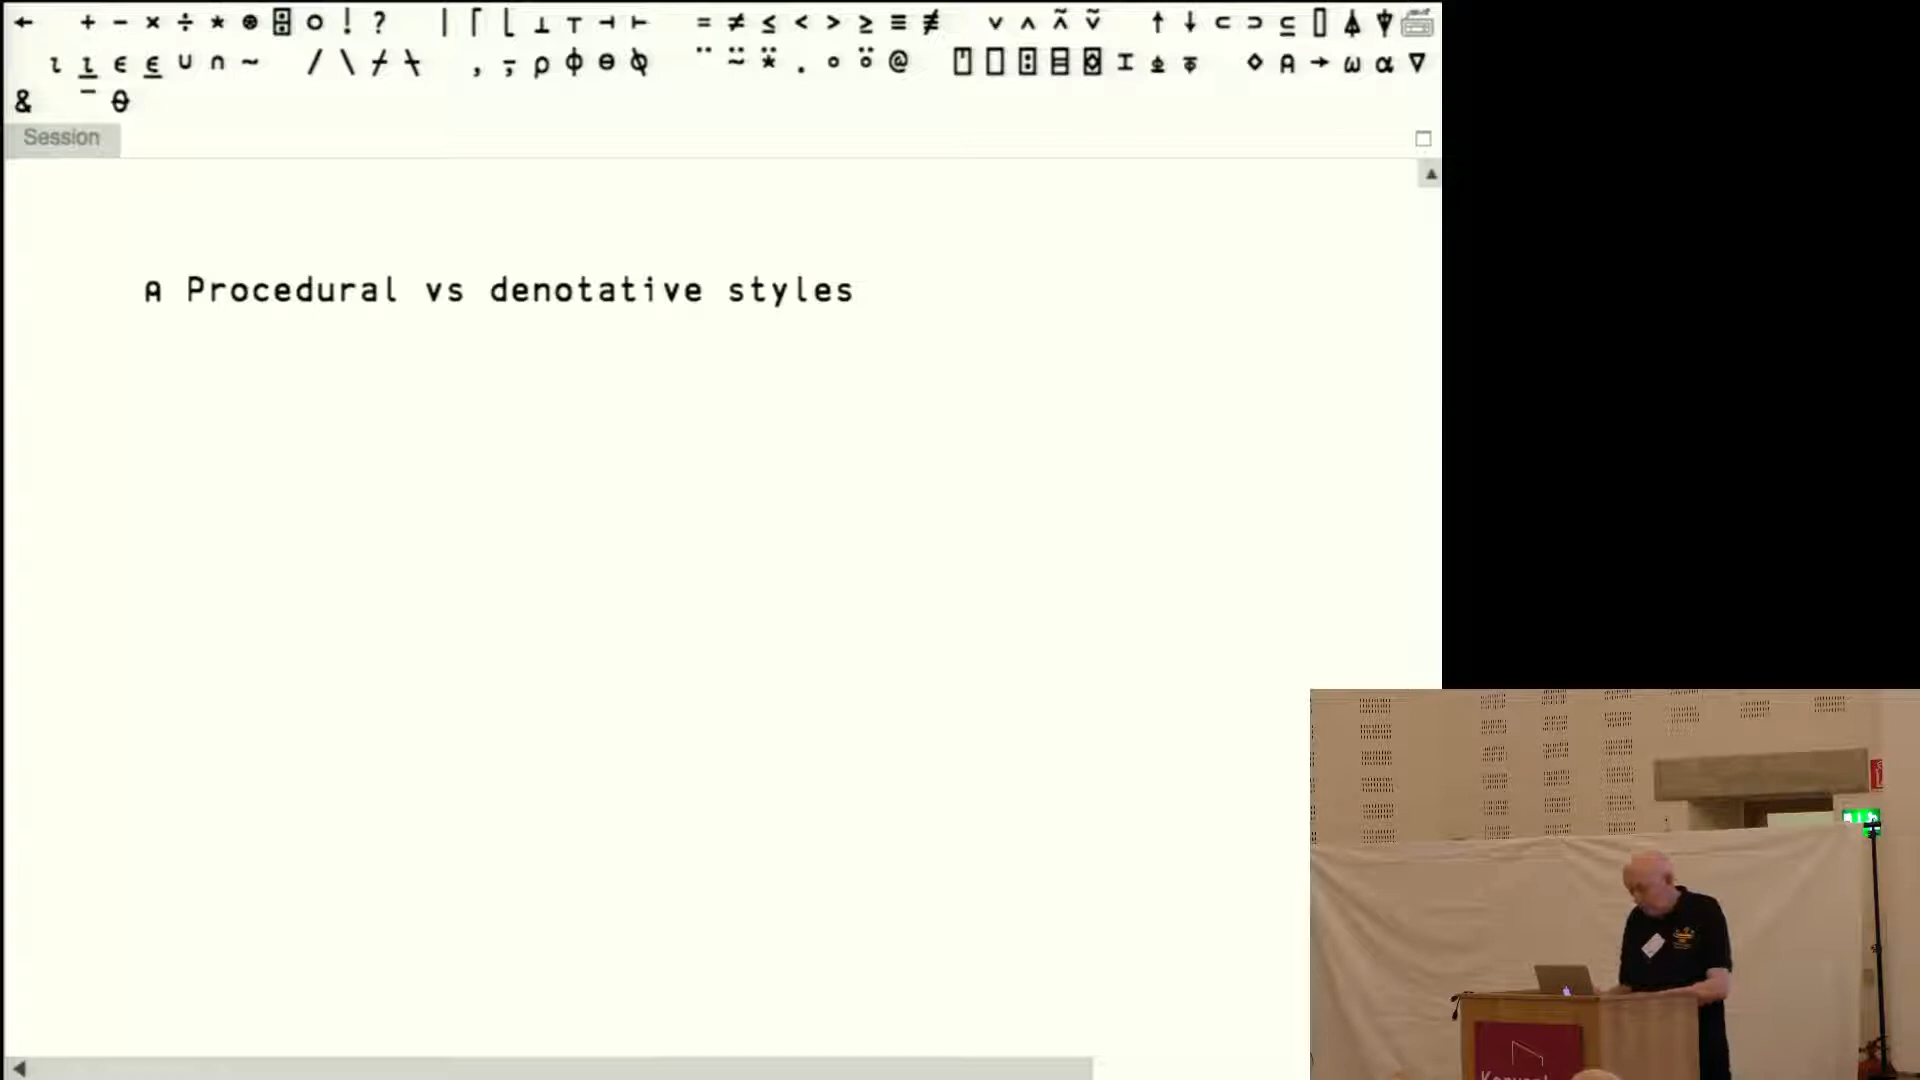 ← + − × ÷ * ⍟ ⌹ ○ ! ? | ⌈ ⌊ ⊥ ⊤ ⊣ ⊢ = ≠ ≤ < > ≥ ≡ ≢ ∨ ∧ ⍲ ⍱ ↑ ↓ ⊂ ⊃ ⊆ ⌷ ⍋ ⍒
⍳ ⍸ ∊ ⍷ ∪ ∩ ~ / \ ⌿ ⍀ , ⍪ ⍴ ⌽ ⊖ ⍉ ¨ ⍨ ⍣ . ∘ ⍤ @ ⍞ ⎕ ⍠ ⌸ ⌺ ⌶ ⍎ ⍕ ⋄ ⍝ → ⍵ ⍺ ∇
& ¯ ⍬
Session
⍝ Procedural vs denotative styles